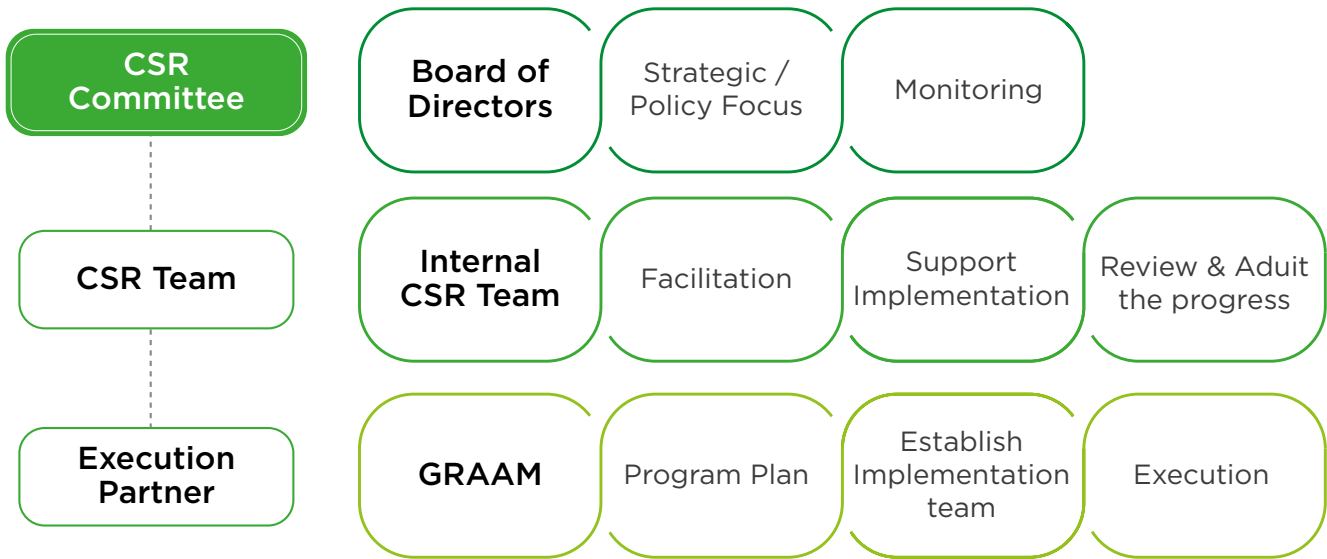 CSR
Committee
Board of
Directors
Strategic /
Policy Focus
Monitoring
CSR Team
Internal
CSR Team
Facilitation
Support
Implementation
Review & Aduit
the progress
Execution
Partner
GRAAM
Program Plan
Establish
Implementation
team
Execution